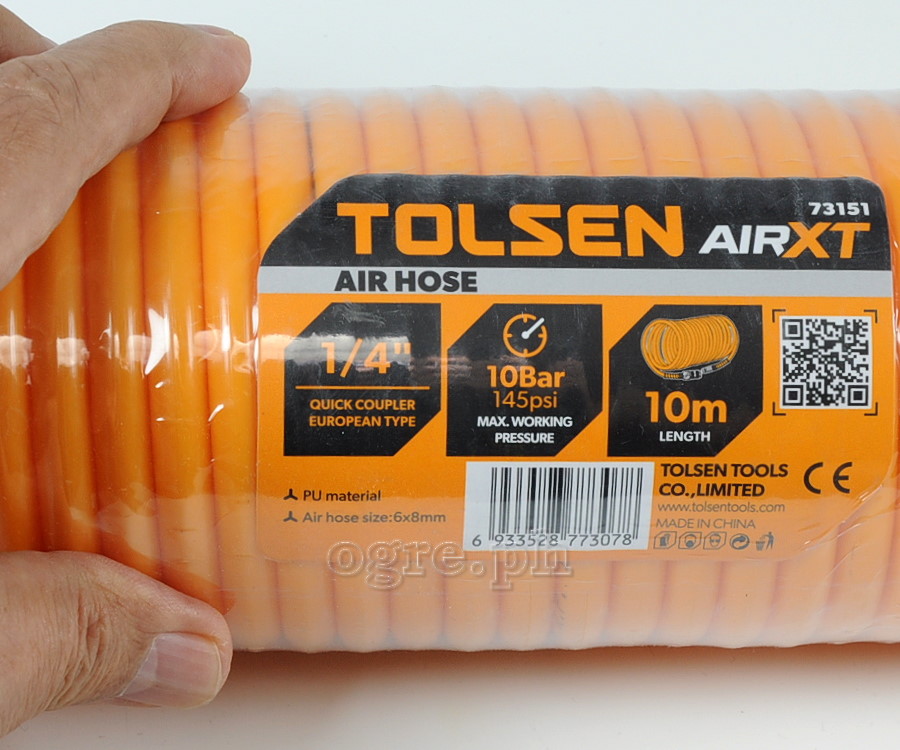 73151
TOLSEN AIRXT
AIR HOSE
1/4"
QUICK COUPLER
EUROPEAN TYPE
10Bar
145psi
MAX. WORKING
PRESSURE
10m
LENGTH
PU material
Air hose size:6x8mm
6 933528 773078
TOLSEN TOOLS
CO.,LIMITED
www.tolsentools.com
MADE IN CHINA
CE
ogre.ph